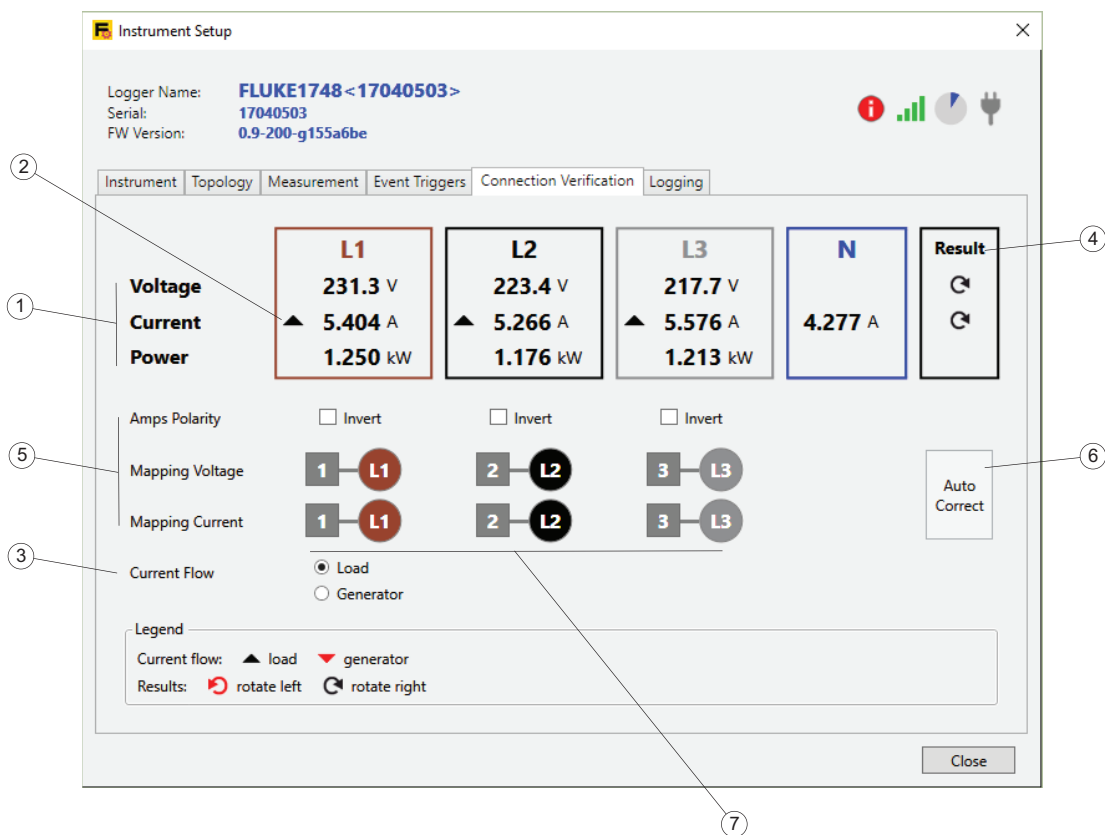 Instrument Setup
Logger Name: FLUKE1748<17040503>
Serial: 17040503
FW Version: 0.9-200-g155a6be
Instrument Topology Measurement Event Triggers Connection Verification Logging
2
4
L1 L2 L3 N Result
Voltage 231.3 V 223.4 V 217.7 V
1
Current 5.404 A 5.266 A 5.576 A 4.277 A
Power 1.250 kW 1.176 kW 1.213 kW
Amps Polarity Invert Invert Invert
5
Mapping Voltage 1 L1 2 L2 3 L3
6
Auto
Correct
Mapping Current 1 L1 2 L2 3 L3
3
Current Flow Load
Generator
Legend
Current flow: load generator
Results: rotate left rotate right
Close
7